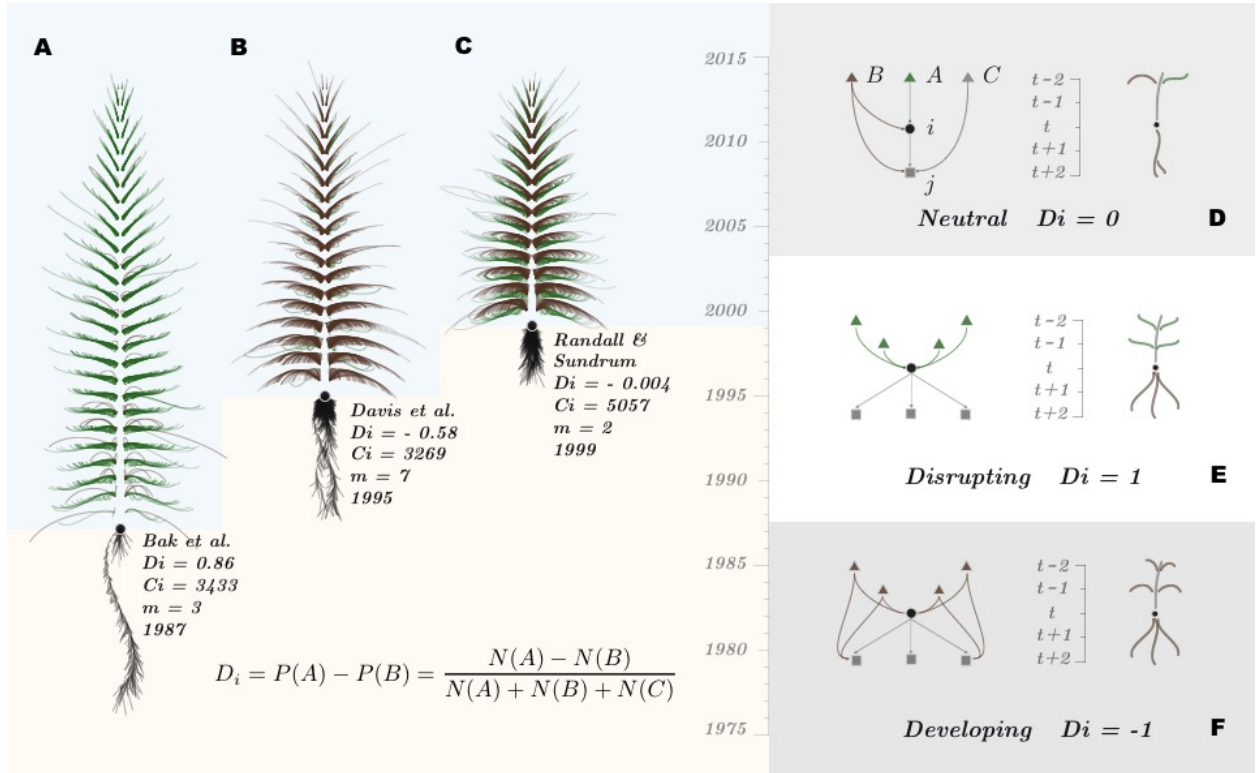 A
B
C
Bak et al.
Di = 0.86
Ci = 3433
m = 3
1987
Davis et al.
Di = - 0.58
Ci = 3269
m = 7
1995
Randall &
Sundrum
Di = - 0.004
Ci = 5057
m = 2
1999
D_i = P(A) − P(B) = \frac{N(A) − N(B)}{N(A) + N(B) + N(C)}
2015
2010
2005
2000
1995
1990
1985
1980
1975
B A C
i
j
t-2
t-1
t
t+1
t+2
Neutral Di = 0
D
t-2
t-1
t
t+1
t+2
Disrupting Di = 1
E
t-2
t-1
t
t+1
t+2
Developing Di = -1
F